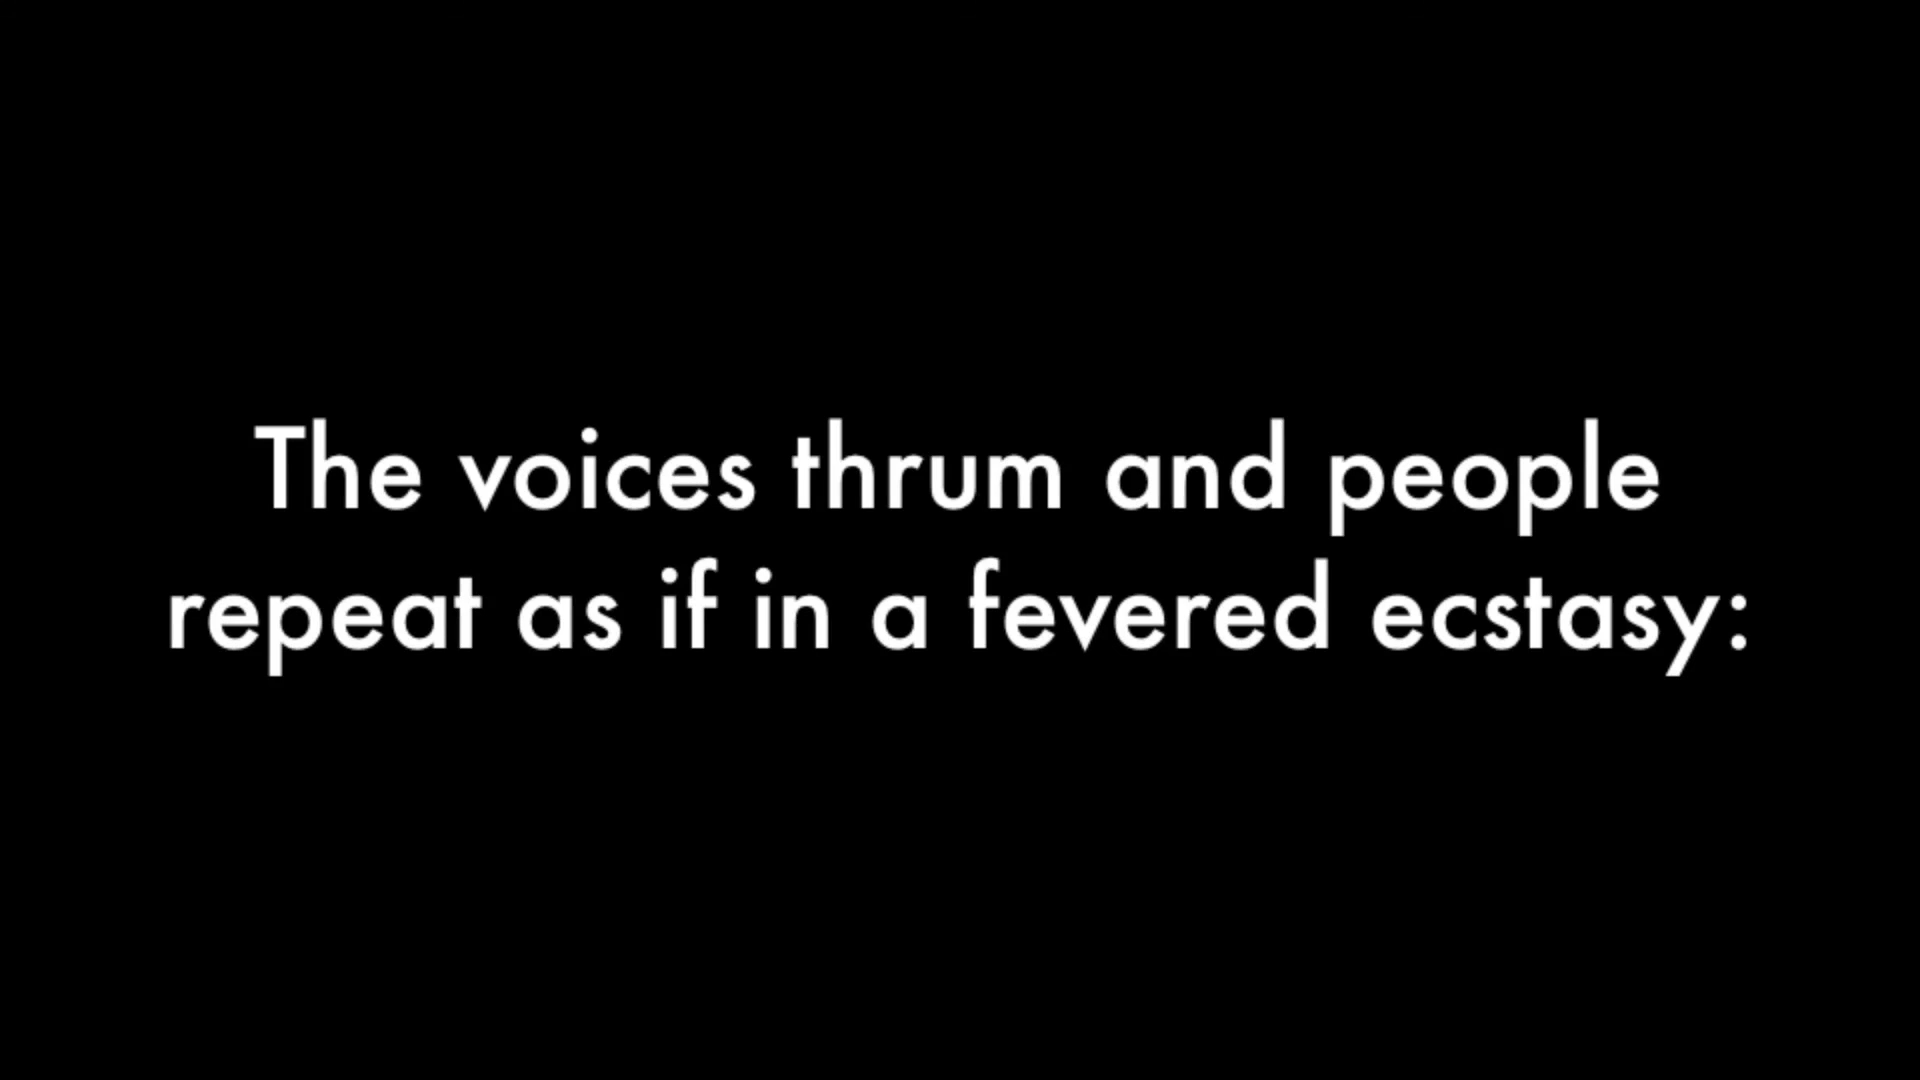 The voices thrum and people
repeat as if in a fevered ecstasy: